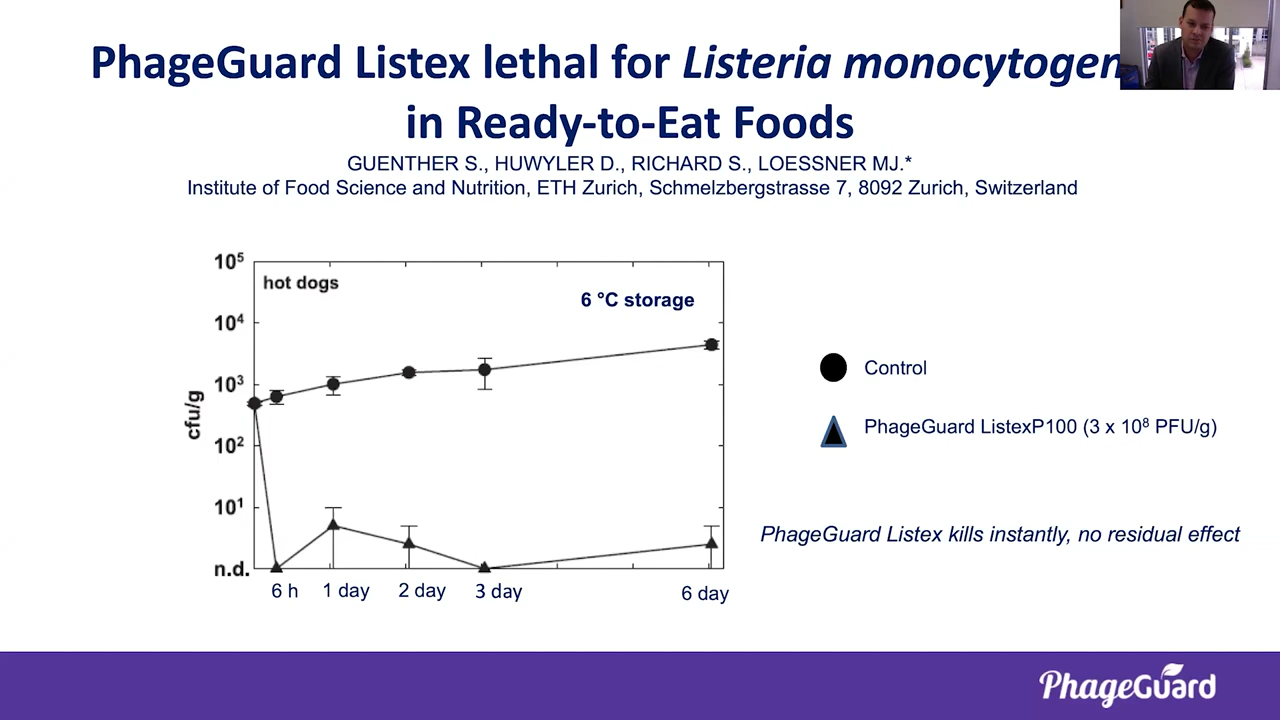 PhageGuard Listex lethal for Listeria monocytogen
in Ready-to-Eat Foods
GUENTHER S., HUWYLER D., RICHARD S., LOESSNER MJ.*
Institute of Food Science and Nutrition, ETH Zurich, Schmelzbergstrasse 7, 8092 Zurich, Switzerland
hot dogs
6 °C storage
10⁵
10⁴
10³
10²
10¹
n.d.
cfu/g
6 h
1 day
2 day
3 day
6 day
Control
PhageGuard ListexP100 (3 x 10⁸ PFU/g)
PhageGuard Listex kills instantly, no residual effect
PhageGuard